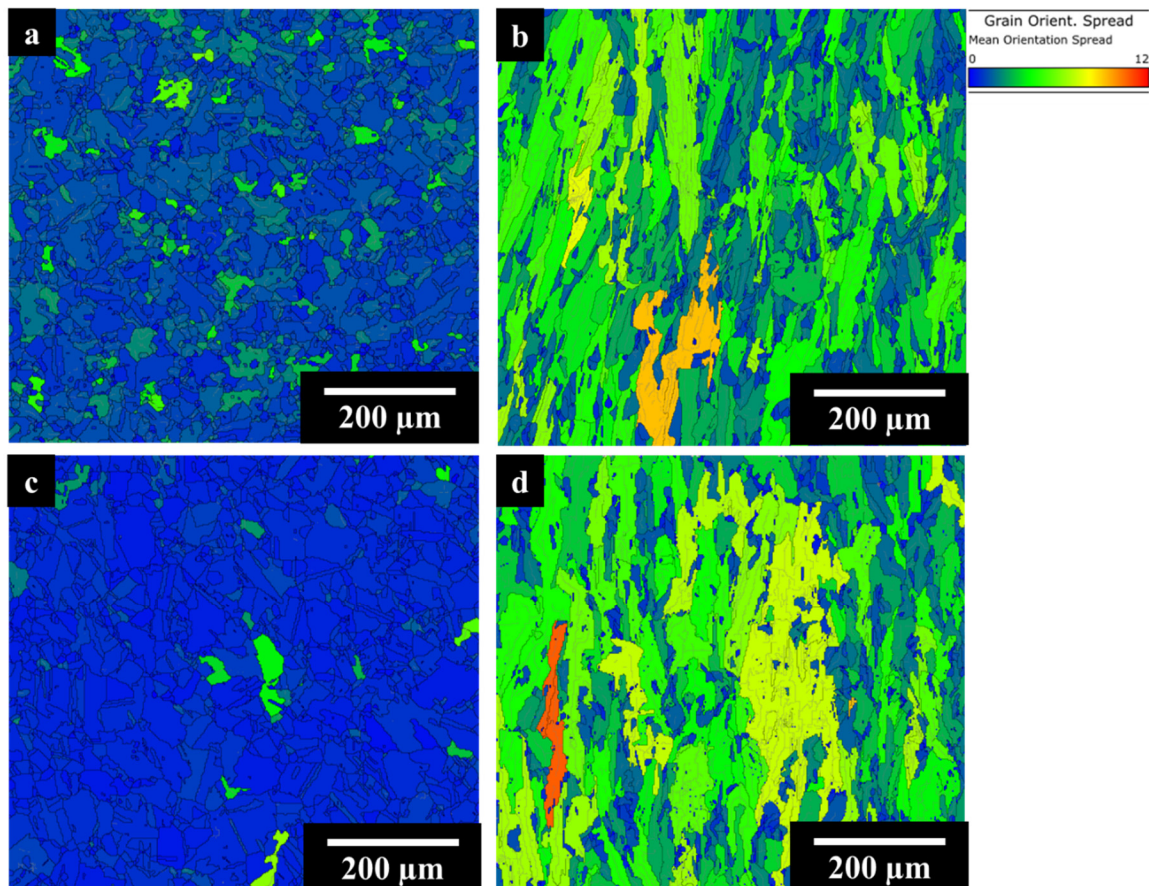 a
b
Grain Orient. Spread
Mean Orientation Spread
0 12
200 µm
200 µm
c
d
200 µm
200 µm